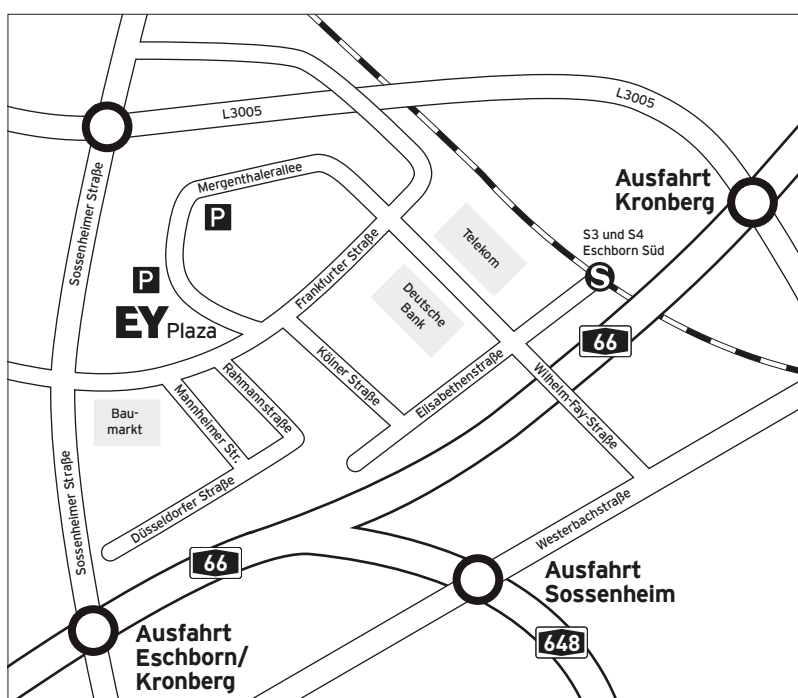 L3005
L3005
Ausfahrt
Kronberg
Mergenthalerallee
Sossenheimer Straße
P
Telekom
S3 und S4
Eschborn Süd
S
Frankfurter Straße
P
EY Plaza
Deutsche
Bank
66
Kölner Straße
Elisabethenstraße
Wilhelm-Fay-Straße
Rahmannstraße
Mannheimer Str.
Bau-
markt
Düsseldorfer Straße
Sossenheimer Straße
Westerbachstraße
66
Ausfahrt
Sossenheim
648
Ausfahrt
Eschborn/
Kronberg